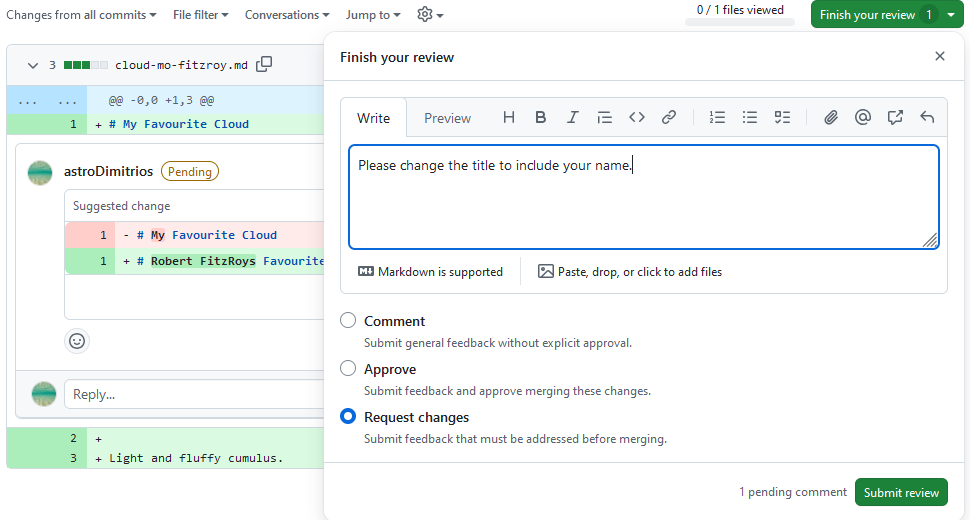 Changes from all commits File filter Conversations Jump to 0 / 1 files viewed Finish your review 1
3 cloud-mo-fitzroy.md
... ... @@ -0,0 +1,3 @@
1 + # My Favourite Cloud
astroDimitrios Pending
Suggested change
1 - # My Favourite Cloud
1 + # Robert FitzRoys Favourite
Reply...
2 +
3 + Light and fluffy cumulus.
Finish your review
Write Preview
Please change the title to include your name.
Markdown is supported Paste, drop, or click to add files
Comment
Submit general feedback without explicit approval.
Approve
Submit feedback and approve merging these changes.
Request changes
Submit feedback that must be addressed before merging.
1 pending comment Submit review